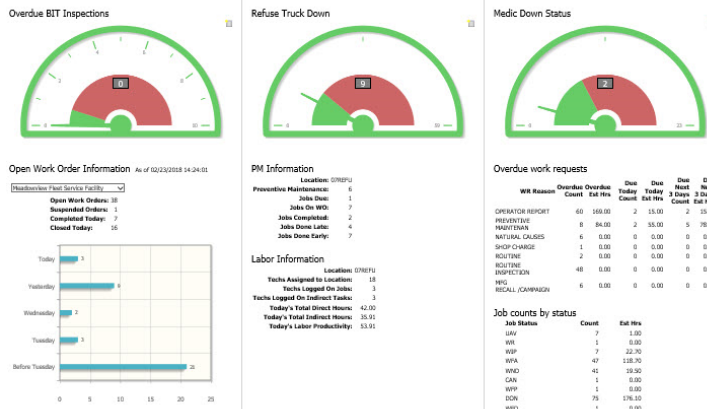 Overdue BIT Inspections
Refuse Truck Down
Medic Down Status
0
9
2
Open Work Order Information As of 02/23/2018 14:24:01
Meadowview Fleet Service Facility
Open Work Orders: 38
Suspended Orders: 1
Completed Today: 7
Closed Today: 16
Today 3
Yesterday 9
Wednesday 2
Tuesday 3
Before Tuesday 21
0 5 10 15 20 25
PM Information
Location: 07REFU
Preventive Maintenance: 6
Jobs Due: 1
Jobs On WO: 7
Jobs Completed: 2
Jobs Done Late: 4
Jobs Done Early: 7
Labor Information
Location: 07REFU
Techs Assigned to Location: 18
Techs Logged On Jobs: 3
Techs Logged On Indirect Tasks: 3
Today's Total Direct Hours: 42.00
Today's Total Indirect Hours: 35.91
Today's Labor Productivity: 53.91
Overdue work requests
WR Reason Overdue Count Overdue Est Hrs Due Today Count Due Today Est Hrs Due Next 3 Days Count
OPERATOR REPORT 60 169.00 2 15.00 2 15
PREVENTIVE MAINTENAN 8 84.00 2 55.00 5 78
NATURAL CAUSES 6 0.00 0 0.00 0 0
SHOP CHARGE 1 0.00 0 0.00 0 0
ROUTINE 2 0.00 0 0.00 0 0
ROUTINE INSPECTION 48 0.00 0 0.00 0 0
MFG RECALL /CAMPAIGN 6 0.00 0 0.00 0 0
Job counts by status
Job Status Count Est Hrs
UAV 7 1.00
WR 1 0.00
WIP 7 22.70
WFA 47 118.70
WND 41 19.50
CAN 1 0.00
WFP 1 0.00
DON 75 176.10